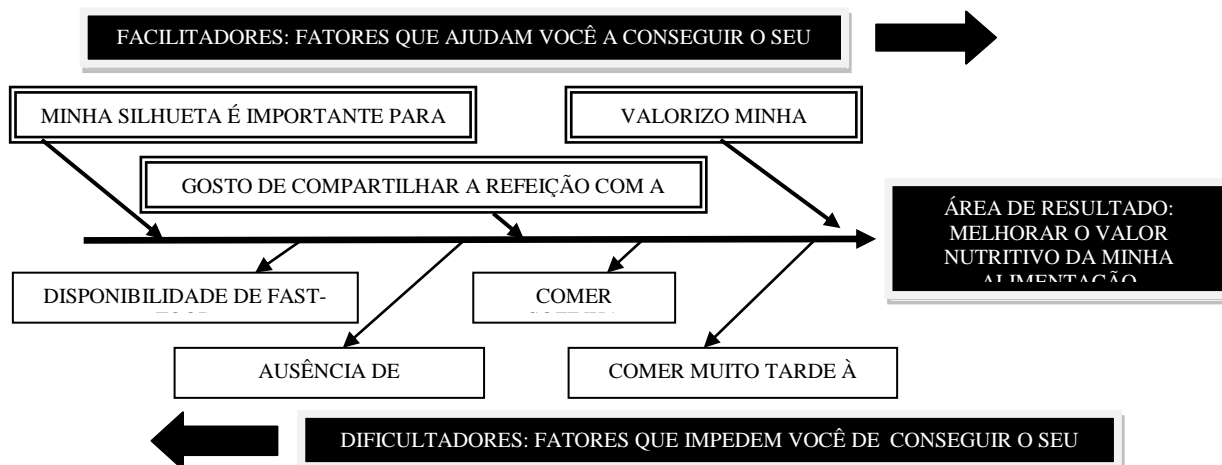 FACILITADORES: FATORES QUE AJUDAM VOCÊ A CONSEGUIR O SEU
MINHA SILHUETA É IMPORTANTE PARA
VALORIZO MINHA
GOSTO DE COMPARTILHAR A REFEIÇÃO COM A
ÁREA DE RESULTADO:
MELHORAR O VALOR
NUTRITIVO DA MINHA
ALIMENTAÇÃO
DISPONIBILIDADE DE FAST-
COMER
AUSÊNCIA DE
COMER MUITO TARDE À
DIFICULTADORES: FATORES QUE IMPEDEM VOCÊ DE CONSEGUIR O SEU